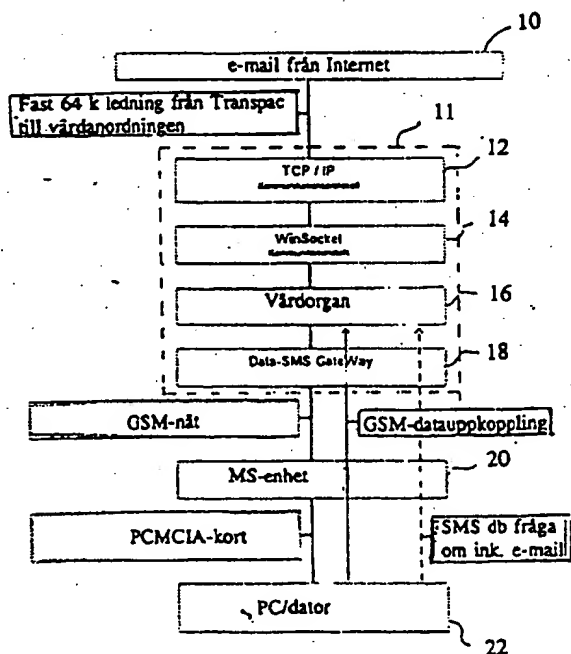 10
e-mail från Internet
Fast 64 k ledning från Transpac
till värdanordningen
11
12
TCP / IP
14
WinSocket
Värdorgan
16
Data-SMS GateWay
18
GSM-nät
GSM-datauppkoppling
MS-enhet
20
PCMCIA-kort
SMS db fråga
om ink. e-mail
PC/dator
22